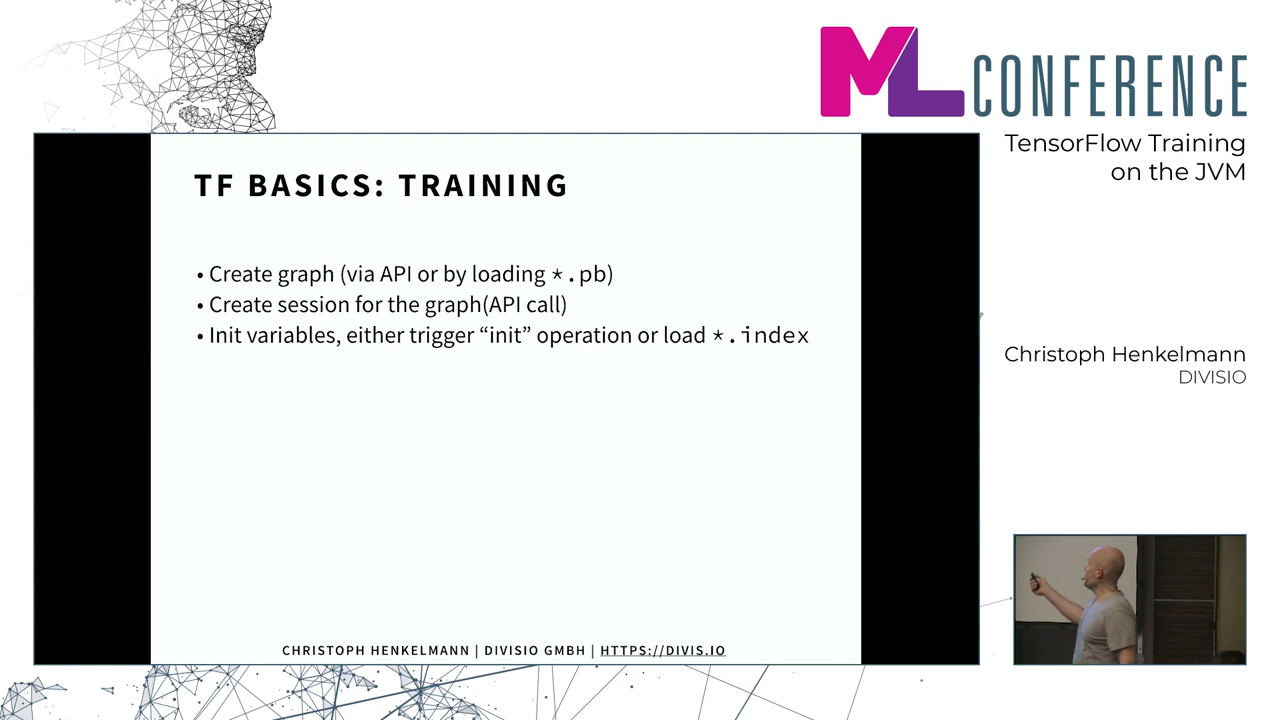 ML CONFERENCE
TensorFlow Training
on the JVM
TF BASICS: TRAINING
• Create graph (via API or by loading *.pb)
• Create session for the graph(API call)
• Init variables, either trigger “init” operation or load *.index
Christoph Henkelmann
DIVISIO
CHRISTOPH HENKELMANN | DIVISIO GMBH | HTTPS://DIVIS.IO